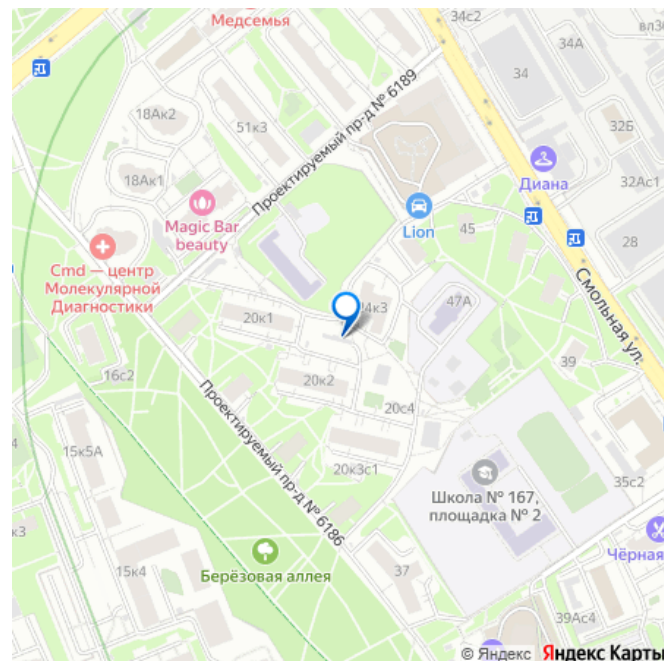 Медсемья
34с2
34А
34
32Б
18Ак2
51к3
Проектируемый пр-д № 6189
18Ак1
Диана
32Ас1
Magic Bar
beauty
Lion
45
28
Cmd — центр
Молекулярной
Диагностики
47А
Смольная ул.
20к1
39
16с2
20к2
20с4
Проектируемый пр-д № 6186
15к5А
20к3с1
35с2
Школа № 167,
площадка № 2
Чёрная
15к4
Берёзовая аллея
37
39Ас4
© Яндекс Яндекс Карты